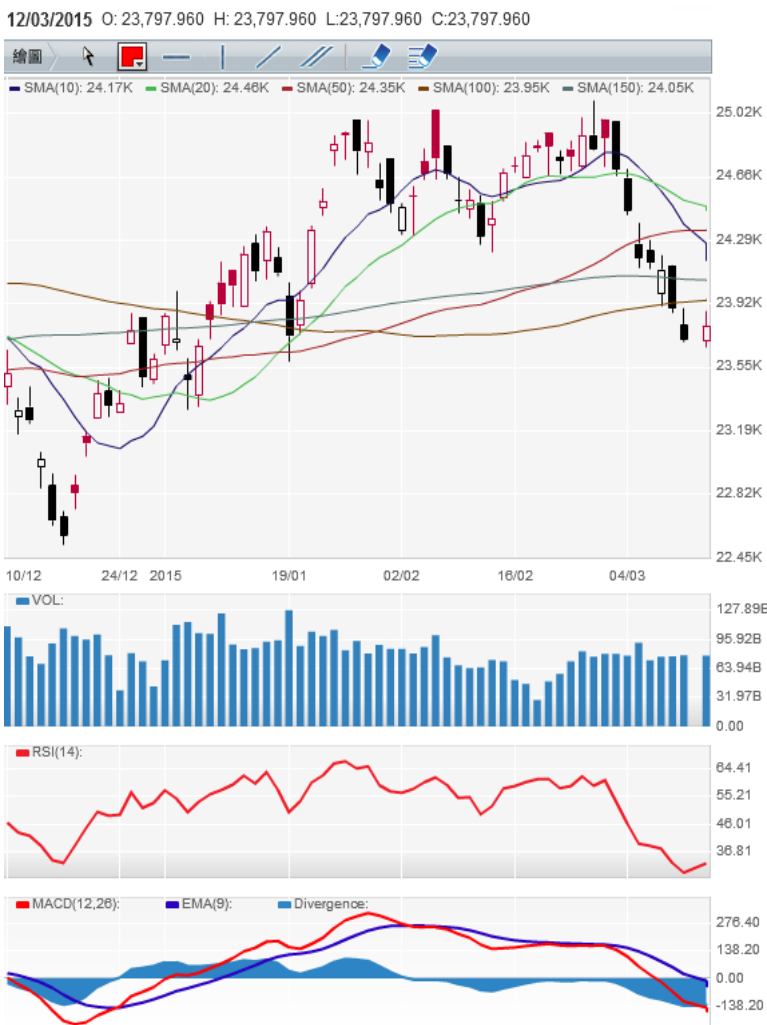 12/03/2015 O: 23,797.960 H: 23,797.960 L:23,797.960 C:23,797.960
繪圖
SMA(10): 24.17K SMA(20): 24.46K SMA(50): 24.35K SMA(100): 23.95K SMA(150): 24.05K
25.02K
24.66K
24.29K
23.92K
23.55K
23.19K
22.82K
22.45K
10/12 24/12 2015 19/01 02/02 16/02 04/03
VOL:
127.89B
95.92B
63.94B
31.97B
0.00
RSI(14):
64.41
55.21
46.01
36.81
MACD(12,26): EMA(9): Divergence:
276.40
138.20
0.00
-138.20